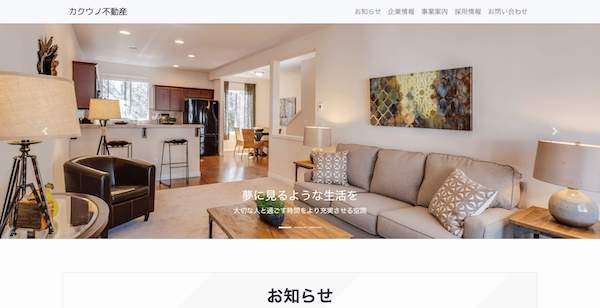 カクウノ不動産
お知らせ 企業情報 事業案内 採用情報 お問い合わせ
夢に見るような生活を
大切な人と過ごす時間をより充実させる空間
お知らせ